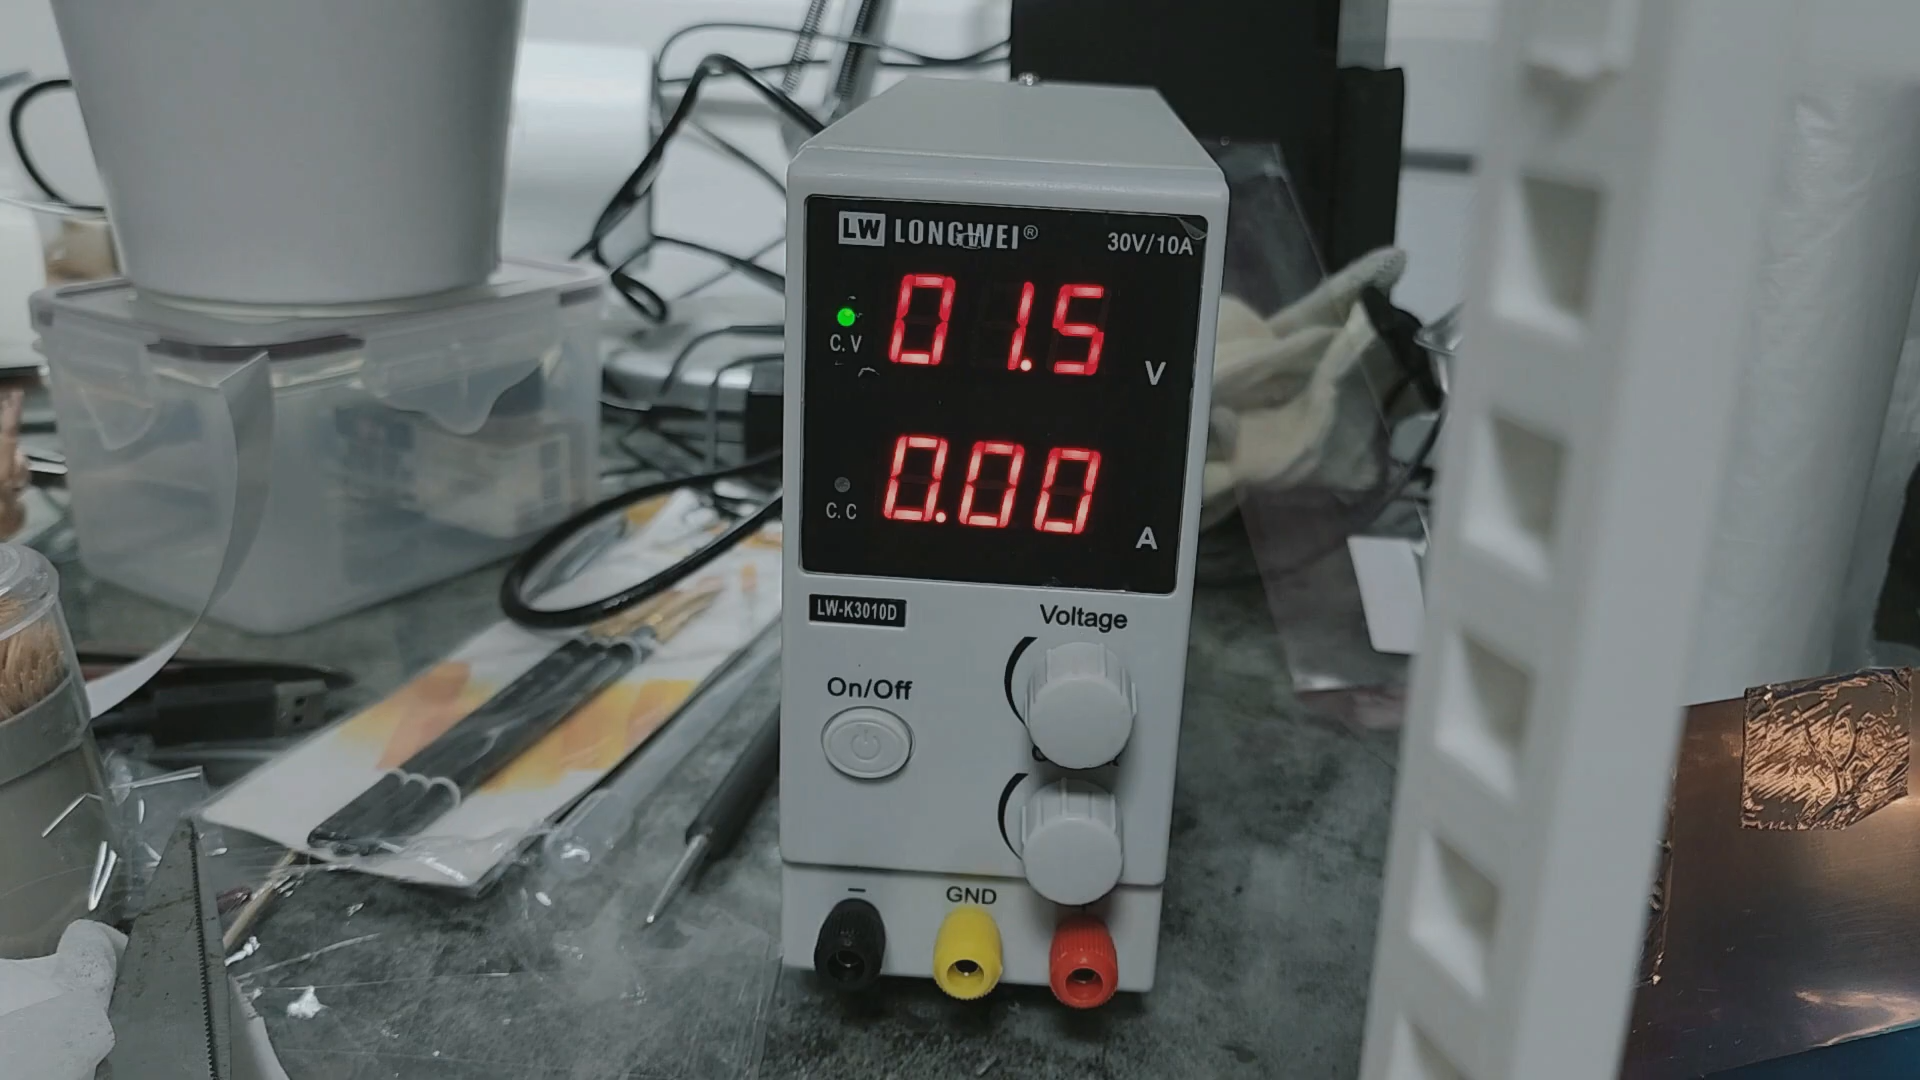 LW LONGWEI®
30V/10A
01.5
C.V
V
0.00
C.C
A
LW-K3010D
Voltage
On/Off
−
GND